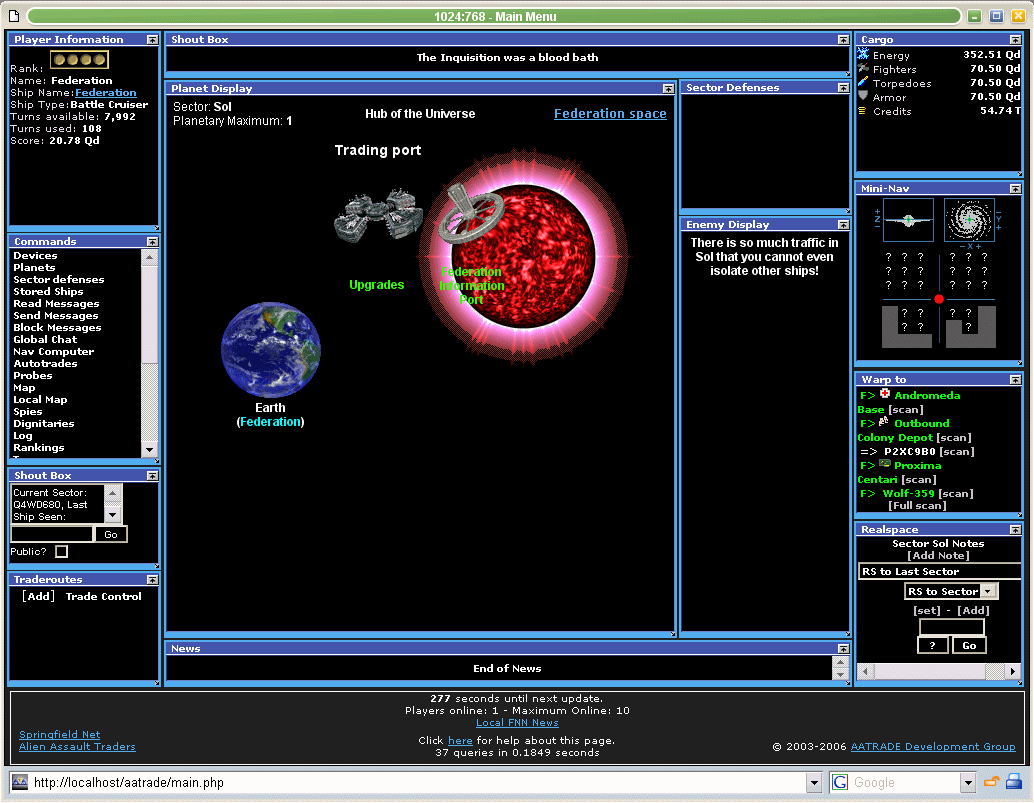 1024:768 - Main Menu
Player Information
Rank:
Name: Federation
Ship Name:Federation
Ship Type:Battle Cruiser
Turns available: 7,992
Turns used: 108
Score: 20.78 Qd
Commands
Devices
Planets
Sector defenses
Stored Ships
Read Messages
Send Messages
Block Messages
Global Chat
Nav Computer
Autotrades
Probes
Map
Local Map
Spies
Dignitaries
Log
Rankings
Shout Box
Current Sector:
Q4WD680, Last
Ship Seen:
Go
Public?
Traderoutes
[Add] Trade Control
Shout Box
The Inquisition was a blood bath
Planet Display
Sector: Sol
Planetary Maximum: 1
Hub of the Universe
Federation space
Trading port
Upgrades
Federation
Information
Port
Earth
(Federation)
News
End of News
Sector Defenses
Enemy Display
There is so much traffic in
Sol that you cannot even
isolate other ships!
Cargo
Energy 352.51 Qd
Fighters 70.50 Qd
Torpedoes 70.50 Qd
Armor 70.50 Qd
Credits 54.74 T
Mini-Nav
+ Z -
- Y +
- X +
? ? ? ? ? ?
? ? ? ? ? ?
? ? ? ? ? ?
? ? ? ?
? ? ?
Warp to
F> Andromeda
Base [scan]
F> Outbound
Colony Depot [scan]
=> P2XC9B0 [scan]
F> Proxima
Centari [scan]
F> Wolf-359 [scan]
[Full scan]
Realspace
Sector Sol Notes
[Add Note]
RS to Last Sector
RS to Sector
[set] - [Add]
? Go
277 seconds until next update.
Players online: 1 - Maximum Online: 10
Local FNN News
Springfield Net
Alien Assault Traders
Click here for help about this page.
37 queries in 0.1849 seconds
© 2003-2006 AATRADE Development Group
http://localhost/aatrade/main.php
G Google